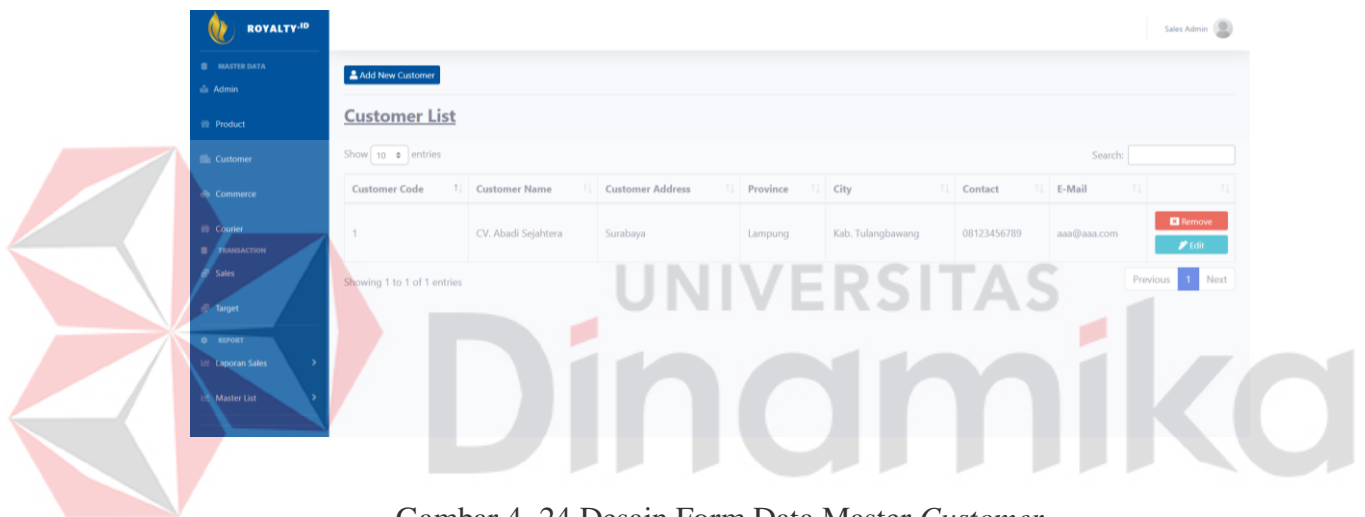 ROYALTY.ID
Sales Admin
MASTER DATA
Admin
Product
Customer
Commerce
Courier
TRANSACTION
Sales
Target
REPORT
Laporan Sales
Master List
Add New Customer
Customer List
Show 10 entries
Search:
Customer Code Customer Name Customer Address Province City Contact E-Mail
1 CV. Abadi Sejahtera Surabaya Lampung Kab. Tulangbawang 08123456789 aaa@aaa.com
Remove
Edit
Showing 1 to 1 of 1 entries
Previous 1 Next
UNIVERSITAS
Dinamika
Gambar 4. 24 Desain Form Data Master Customer